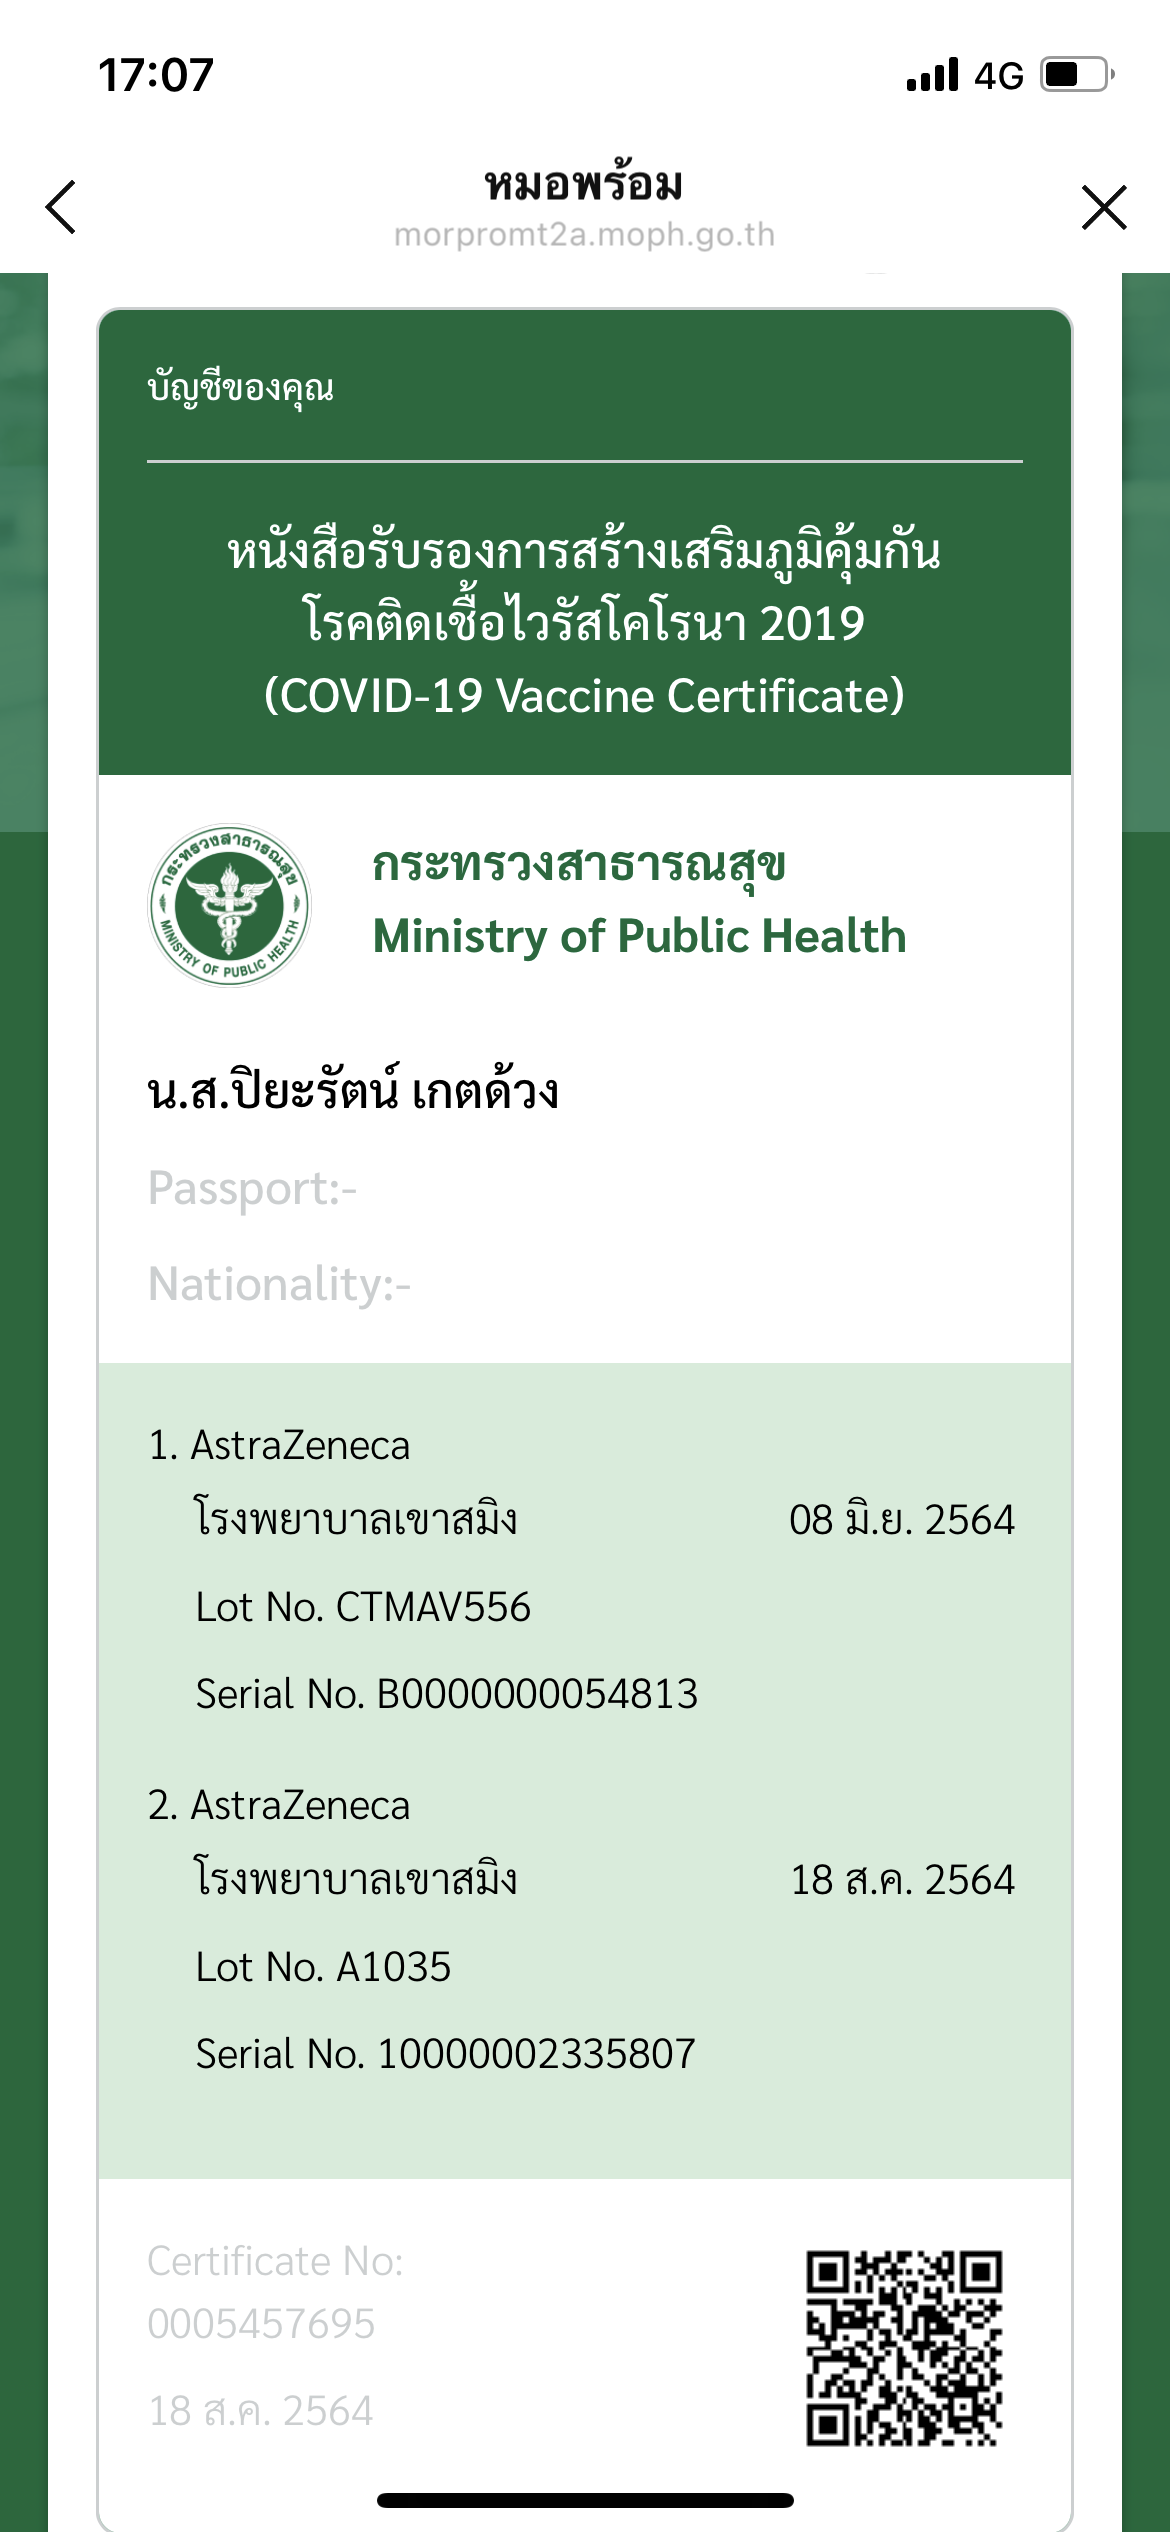 17:07
4G
หมอพร้อม
morpromt2a.moph.go.th
บัญชีของคุณ
หนังสือรับรองการสร้างเสริมภูมิคุ้มกัน
โรคติดเชื้อไวรัสโคโรนา 2019
(COVID-19 Vaccine Certificate)
กระทรวงสาธารณสุข
MINISTRY OF PUBLIC HEALTH
กระทรวงสาธารณสุข
Ministry of Public Health
น.ส.ปิยะรัตน์ เกตด้วง
Passport:-
Nationality:-
1. AstraZeneca
โรงพยาบาลเขาสมิง 08 มิ.ย. 2564
Lot No. CTMAV556
Serial No. B0000000054813
2. AstraZeneca
โรงพยาบาลเขาสมิง 18 ส.ค. 2564
Lot No. A1035
Serial No. 10000002335807
Certificate No:
0005457695
18 ส.ค. 2564